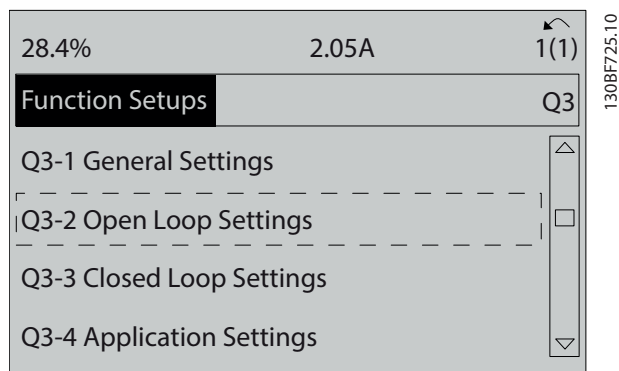 28.4% 2.05A 1(1)
Function Setups Q3
Q3-1 General Settings
Q3-2 Open Loop Settings
Q3-3 Closed Loop Settings
Q3-4 Application Settings
130BF725.10